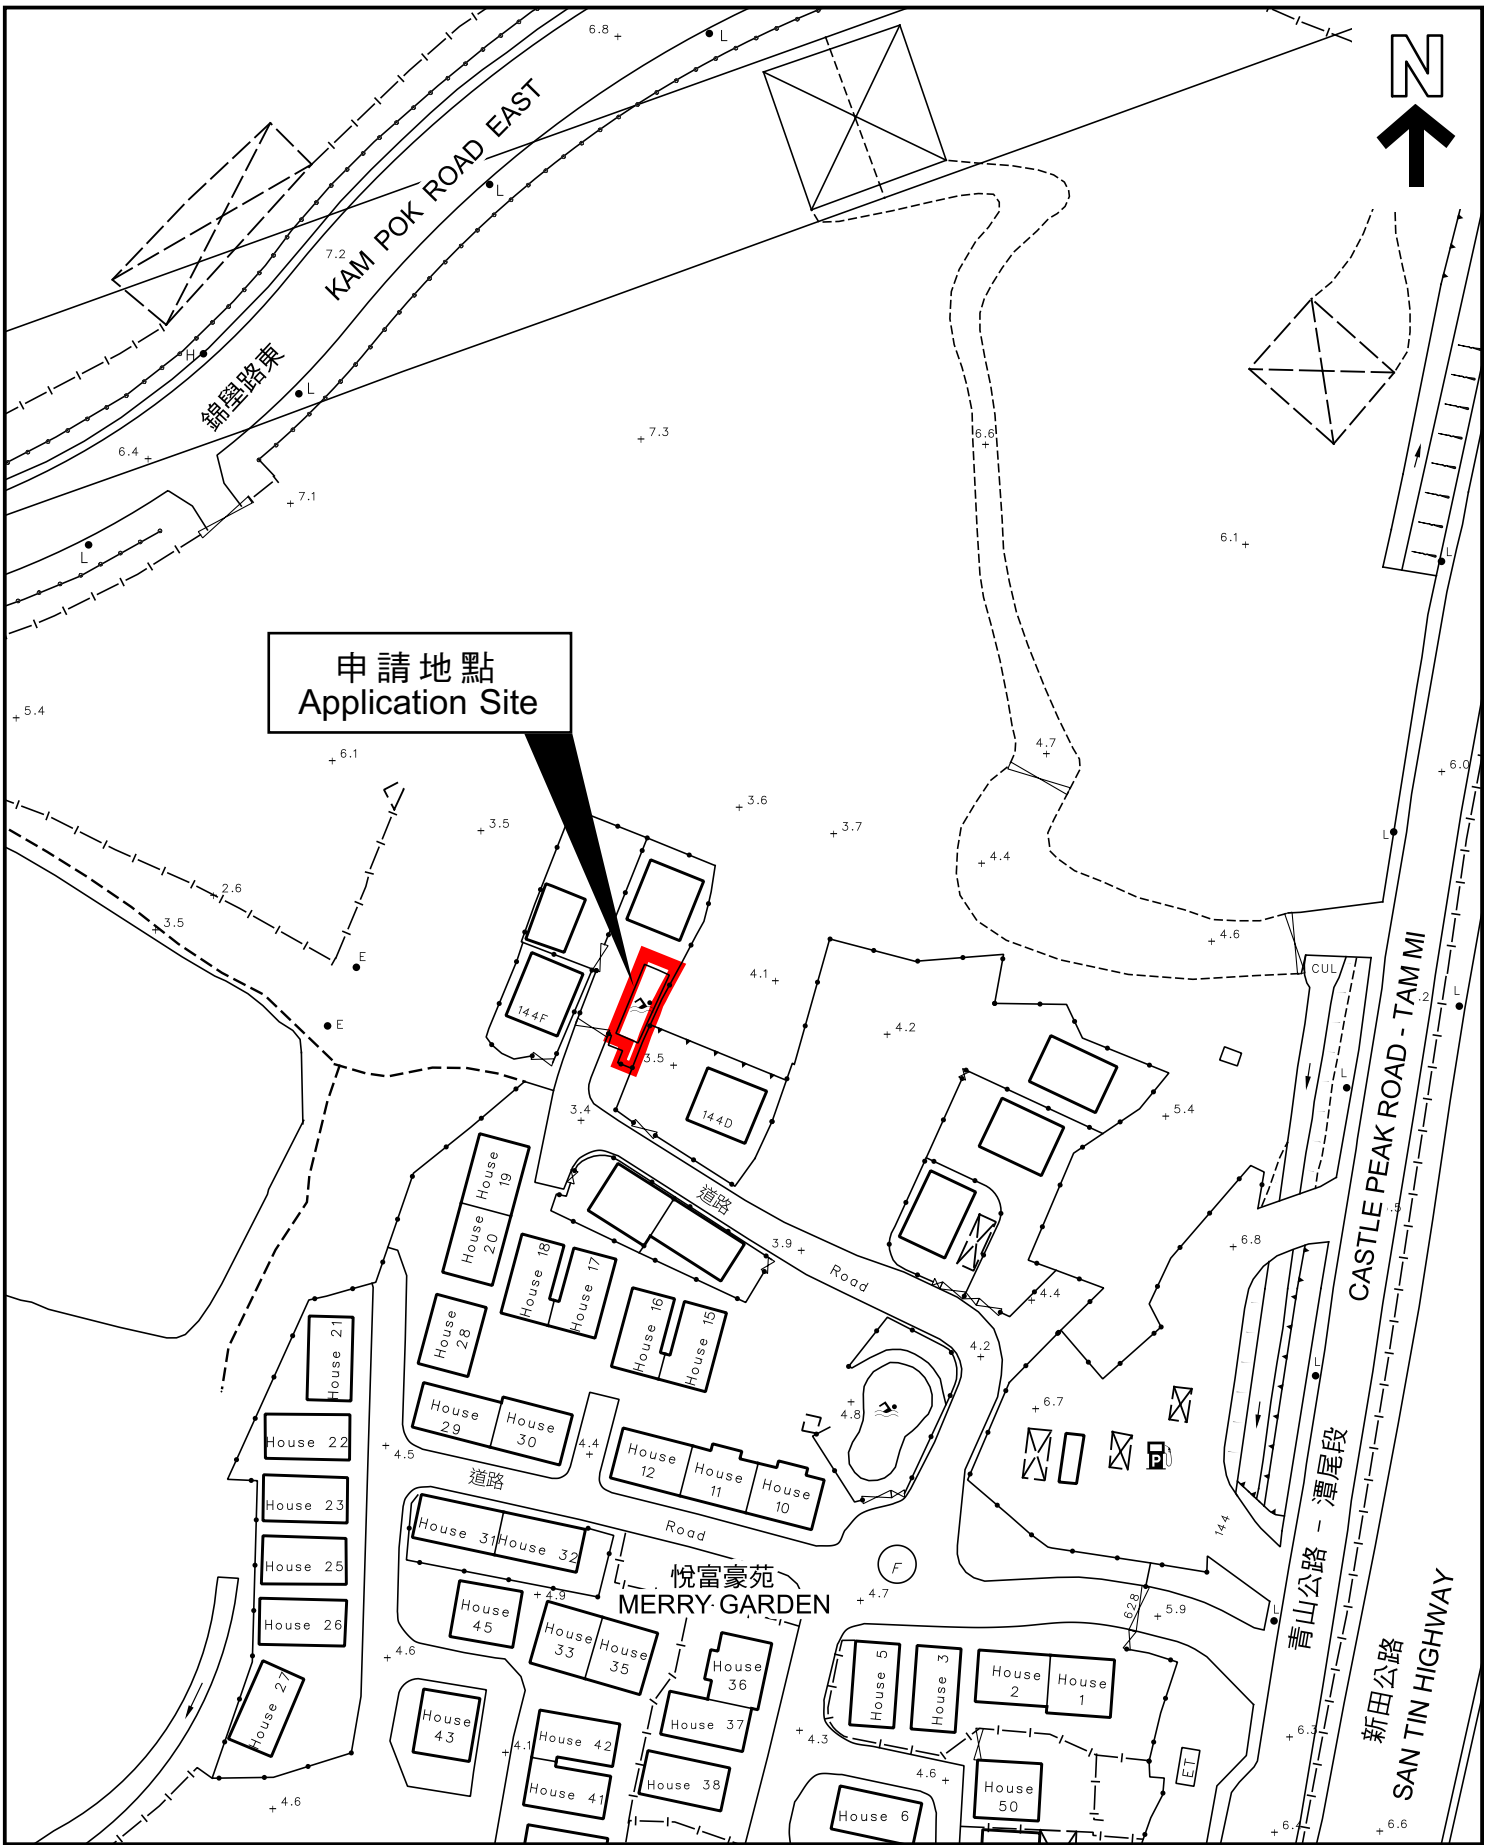 6.8
L
N
KAM POK ROAD EAST
L
7.2
H
錦壆路東
L
6.4
7.3
6.6
7.1
6.1
L
L
申請地點
Application Site
5.4
6.1
4.7
6.0
3.6
3.5
3.7
L
4.4
2.6
3.5
4.6
E
4.1
CUL
L
144F
E
4.2
3.5
L
144D
3.4
5.4
CASTLE PEAK ROAD - TAM MI
House 19
House 20
道路
3.9
Road
6.8
House 18
House 17
4.4
House 16
House 15
House 28
House 21
4.2
L
House 29
House 30
4.8
6.7
House 22
4.5
4.4
House 12
House 11
House 10
P
道路
House 23
Road
House 31
House 32
144
青山公路 - 潭尾段
House 25
悅富豪苑
MERRY GARDEN
F
4.9
4.7
628
5.9
L
House 26
House 45
House 33
House 35
4.6
House 36
House 5
House 3
House 2
House 1
新田公路
SAN TIN HIGHWAY
House 27
House 43
House 37
4.1
House 42
4.3
6.3
House 41
House 38
4.6
House 50
ET
4.6
House 6
6.4
6.6